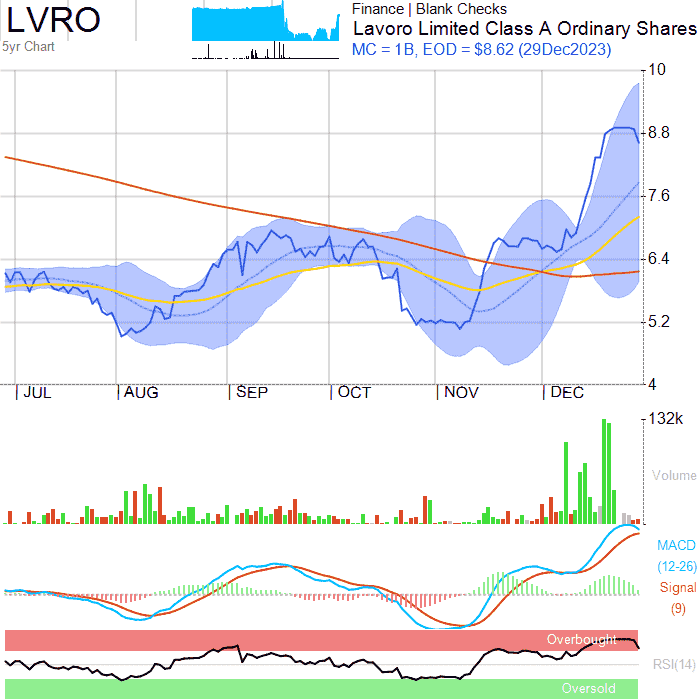 LVRO
5yr Chart
Finance | Blank Checks
Lavoro Limited Class A Ordinary Shares
MC = 1B, EOD = $8.62 (29Dec2023)
10
8.8
7.6
6.4
5.2
4
JUL AUG SEP OCT NOV DEC
132k
Volume
MACD
(12-26)
Signal
(9)
Overbought
RSI(14)
Oversold